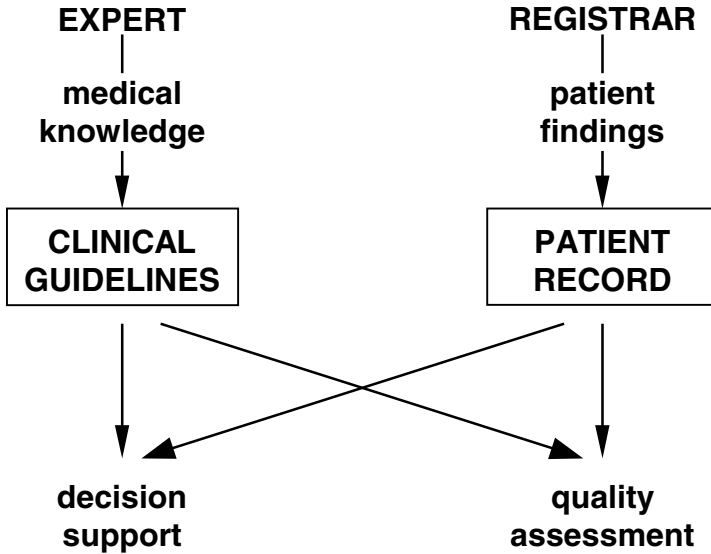 EXPERT
REGISTRAR
medical
knowledge
patient
findings
CLINICAL
GUIDELINES
PATIENT
RECORD
decision
support
quality
assessment